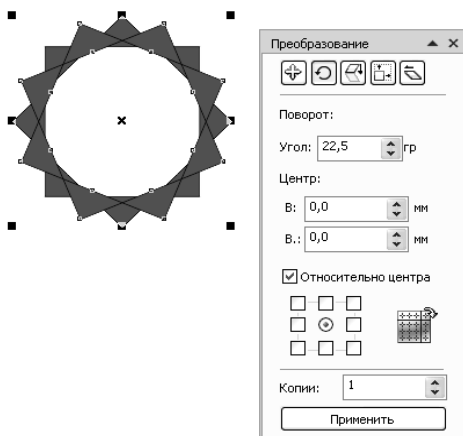 Преобразование
Поворот:
Угол: 22,5 гр
Центр:
В: 0,0 мм
В.: 0,0 мм
Относительно центра
Копии: 1
Применить